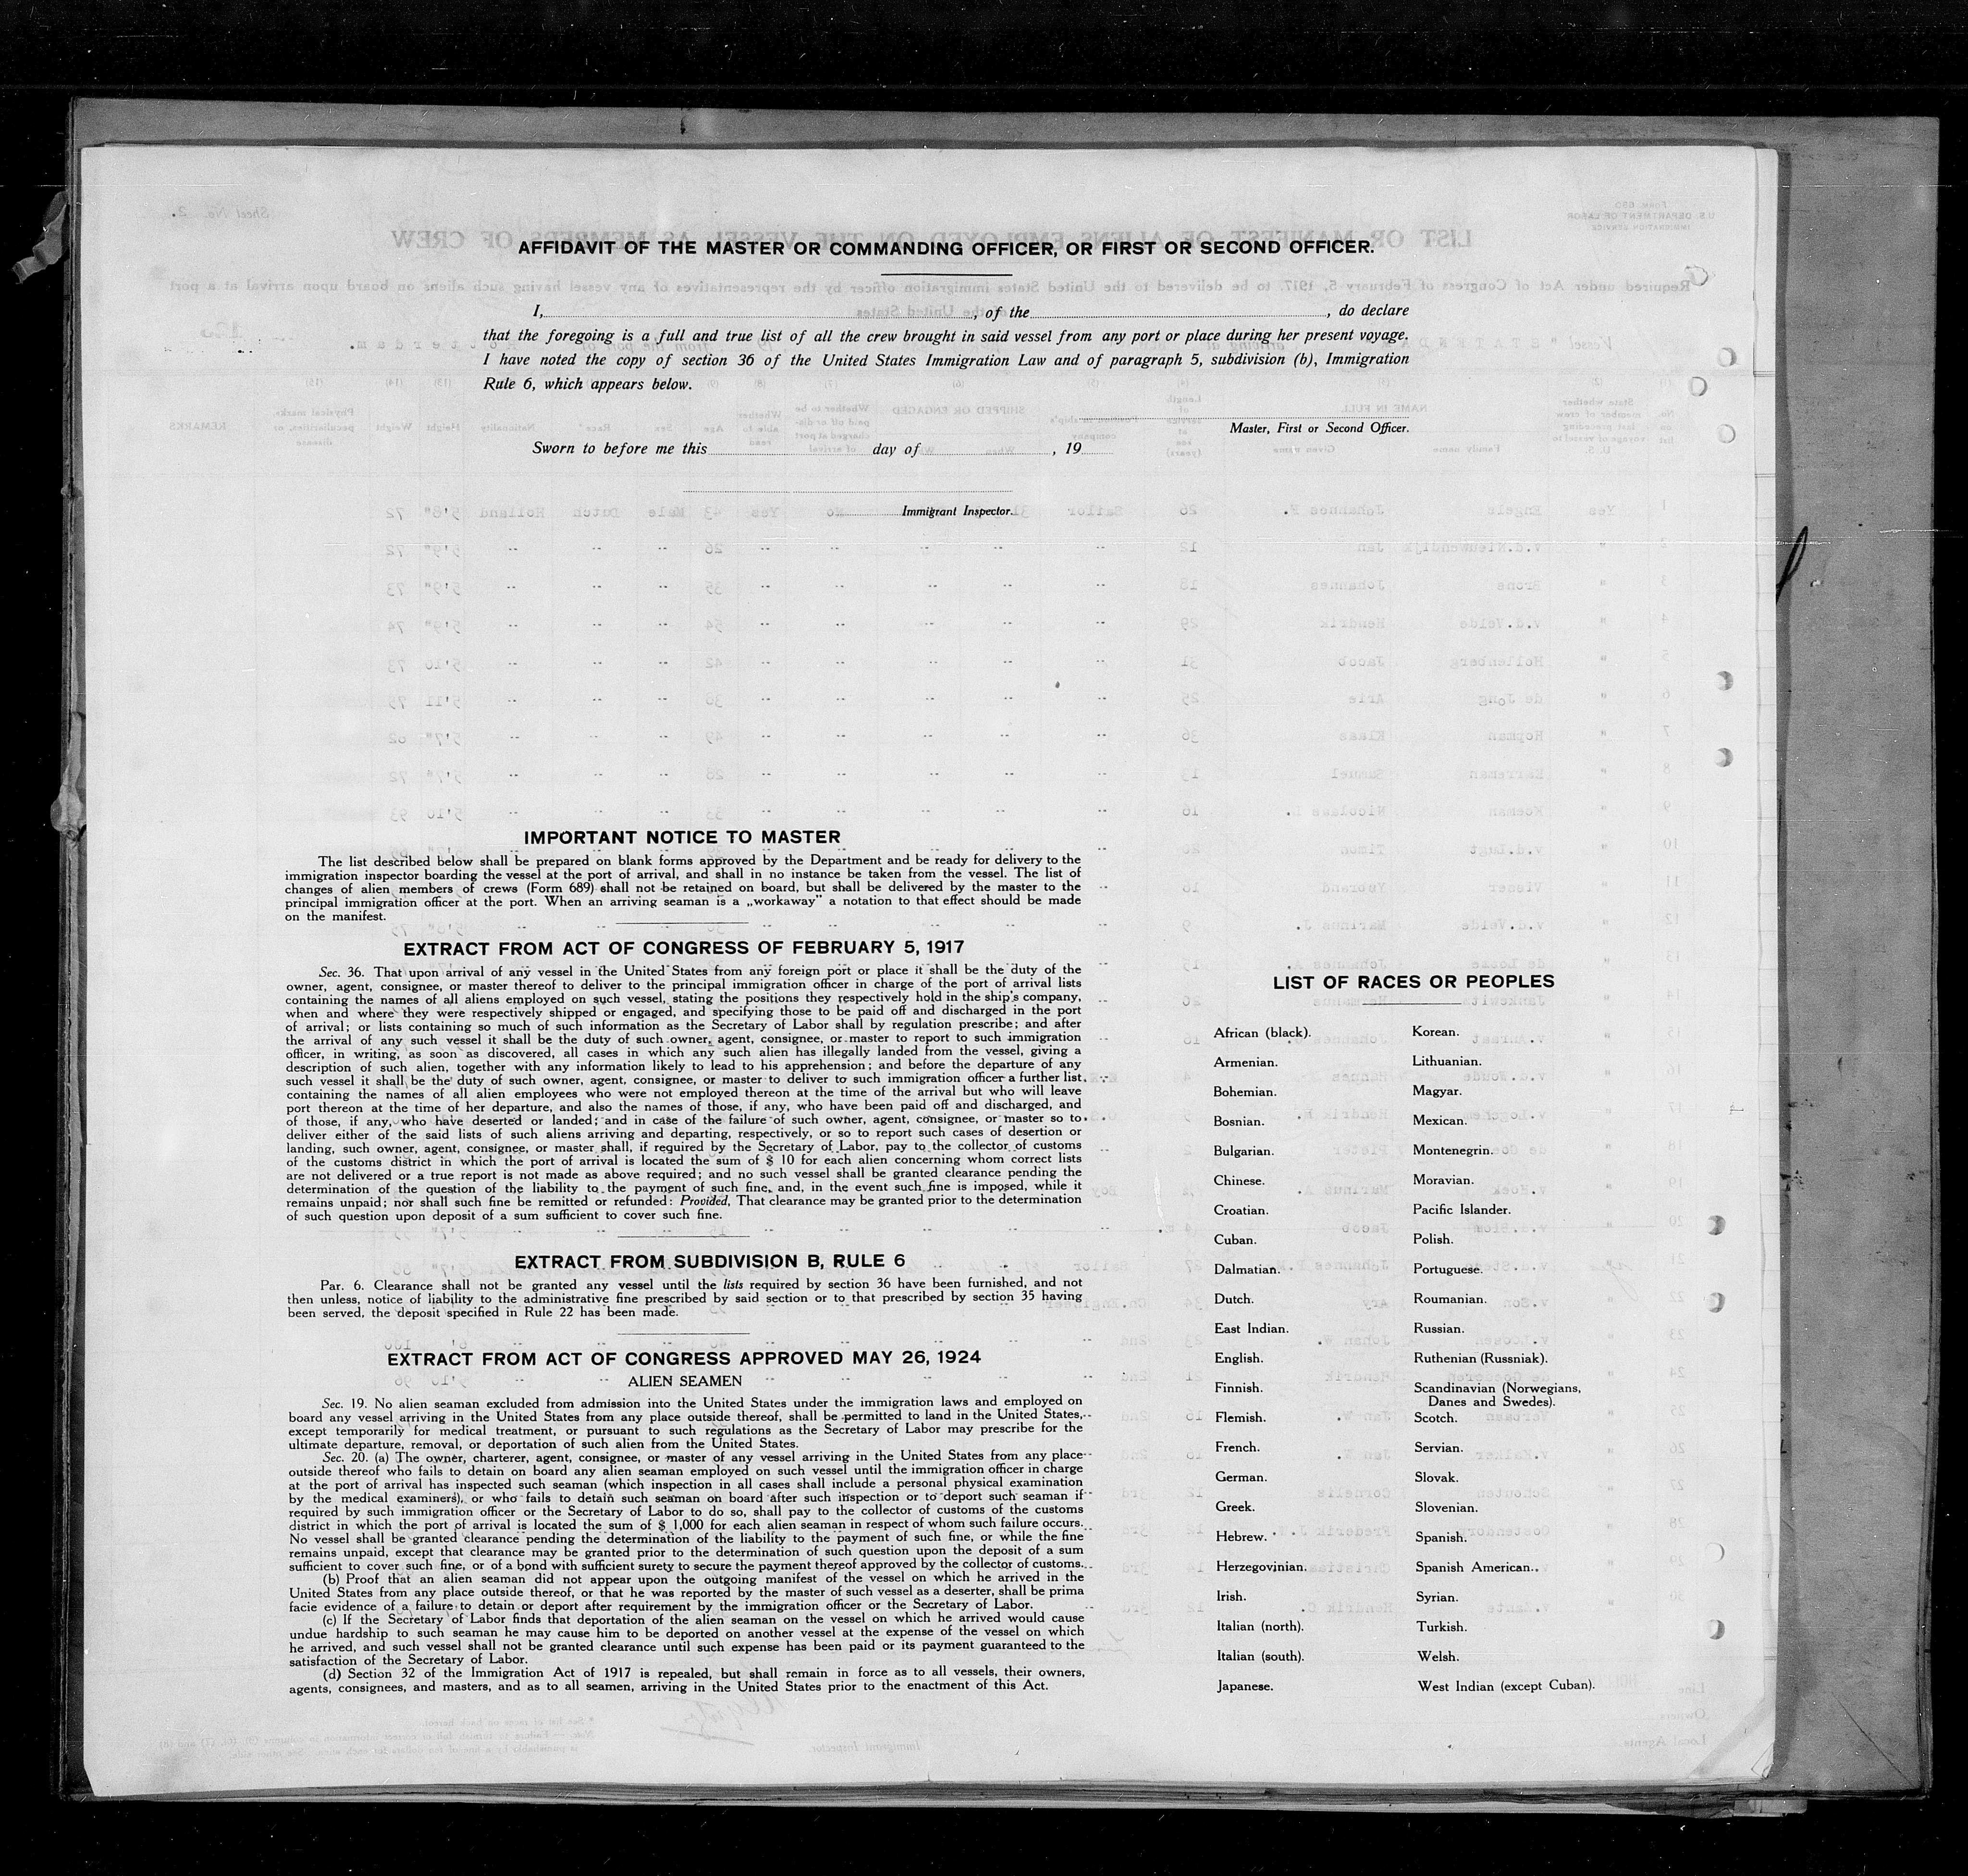 AFFIDAVIT OF THE MASTER OR COMMANDING OFFICER, OR FIRST OR SECOND OFFICER.
I, , of the , do declare
that the foregoing is a full and true list of all the crew brought in said vessel from any port or place during her present voyage.
I have noted the copy of section 36 of the United States Immigration Law and of paragraph 5, subdivision (b), Immigration
Rule 6, which appears below.
Master, First or Second Officer.
Sworn to before me this day of , 19
Immigrant Inspector.
IMPORTANT NOTICE TO MASTER
The list described below shall be prepared on blank forms approved by the Department and be ready for delivery to the
immigration inspector boarding the vessel at the port of arrival, and shall in no instance be taken from the vessel. The list of
changes of alien members of crews (Form 689) shall not be retained on board, but shall be delivered by the master to the
principal immigration officer at the port. When an arriving seaman is a „workaway” a notation to that effect should be made
on the manifest.
EXTRACT FROM ACT OF CONGRESS OF FEBRUARY 5, 1917
Sec. 36. That upon arrival of any vessel in the United States from any foreign port or place it shall be the duty of the
owner, agent, consignee, or master thereof to deliver to the principal immigration officer in charge of the port of arrival lists
containing the names of all aliens employed on such vessel, stating the positions they respectively hold in the ship's company,
when and where they were respectively shipped or engaged, and specifying those to be paid off and discharged in the port
of arrival; or lists containing so much of such information as the Secretary of Labor shall by regulation prescribe; and after
the arrival of any such vessel it shall be the duty of such owner, agent, consignee, or master to report to such immigration
officer, in writing, as soon as discovered, all cases in which any such alien has illegally landed from the vessel, giving a
description of such alien, together with any information likely to lead to his apprehension; and before the departure of any
such vessel it shall be the duty of such owner, agent, consignee, or master to deliver to such immigration officer a further list
containing the names of all alien employees who were not employed thereon at the time of the arrival but who will leave
port thereon at the time of her departure, and also the names of those, if any, who have been paid off and discharged, and
of those, if any, who have deserted or landed; and in case of the failure of such owner, agent, consignee, or master so to
deliver either of the said lists of such aliens arriving and departing, respectively, or so to report such cases of desertion or
landing, such owner, agent, consignee, or master shall, if required by the Secretary of Labor, pay to the collector of customs
of the customs district in which the port of arrival is located the sum of $ 10 for each alien concerning whom correct lists
are not delivered or a true report is not made as above required; and no such vessel shall be granted clearance pending the
determination of the question of the liability to the payment of such fine, and, in the event such fine is imposed, while it
remains unpaid; nor shall such fine be remitted or refunded: Provided, That clearance may be granted prior to the determination
of such question upon deposit of a sum sufficient to cover such fine.
EXTRACT FROM SUBDIVISION B, RULE 6
Par. 6. Clearance shall not be granted any vessel until the lists required by section 36 have been furnished, and not
then unless, notice of liability to the administrative fine prescribed by said section or to that prescribed by section 35 having
been served, the deposit specified in Rule 22 has been made.
EXTRACT FROM ACT OF CONGRESS APPROVED MAY 26, 1924
ALIEN SEAMEN
Sec. 19. No alien seaman excluded from admission into the United States under the immigration laws and employed on
board any vessel arriving in the United States from any place outside thereof, shall be permitted to land in the United States,
except temporarily for medical treatment, or pursuant to such regulations as the Secretary of Labor may prescribe for the
ultimate departure, removal, or deportation of such alien from the United States.
Sec. 20. (a) The owner, charterer, agent, consignee, or master of any vessel arriving in the United States from any place
outside thereof who fails to detain on board any alien seaman employed on such vessel until the immigration officer in charge
at the port of arrival has inspected such seaman (which inspection in all cases shall include a personal physical examination
by the medical examiners), or who fails to detain such seaman on board after such inspection or to deport such seaman if
required by such immigration officer or the Secretary of Labor to do so, shall pay to the collector of customs of the customs
district in which the port of arrival is located the sum of $ 1,000 for each alien seaman in respect of whom such failure occurs.
No vessel shall be granted clearance pending the determination of the liability to the payment of such fine, or while the fine
remains unpaid, except that clearance may be granted prior to the determination of such question upon the deposit of a sum
sufficient to cover such fine, or of a bond with sufficient surety to secure the payment thereof approved by the collector of customs.
(b) Proof that an alien seaman did not appear upon the outgoing manifest of the vessel on which he arrived in the
United States from any place outside thereof, or that he was reported by the master of such vessel as a deserter, shall be prima
facie evidence of a failure to detain or deport after requirement by the immigration officer or the Secretary of Labor.
(c) If the Secretary of Labor finds that deportation of the alien seaman on the vessel on which he arrived would cause
undue hardship to such seaman he may cause him to be deported on another vessel at the expense of the vessel on which
he arrived, and such vessel shall not be granted clearance until such expense has been paid or its payment guaranteed to the
satisfaction of the Secretary of Labor.
(d) Section 32 of the Immigration Act of 1917 is repealed, but shall remain in force as to all vessels, their owners,
agents, consignees, and masters, and as to all seamen, arriving in the United States prior to the enactment of this Act.
LIST OF RACES OR PEOPLES
African (black).
Armenian.
Bohemian.
Bosnian.
Bulgarian.
Chinese.
Croatian.
Cuban.
Dalmatian.
Dutch.
East Indian.
English.
Finnish.
Flemish.
French.
German.
Greek.
Hebrew.
Herzegovinian.
Irish.
Italian (north).
Italian (south).
Japanese.
Korean.
Lithuanian.
Magyar.
Mexican.
Montenegrin.
Moravian.
Pacific Islander.
Polish.
Portuguese.
Roumanian.
Russian.
Ruthenian (Russniak).
Scandinavian (Norwegians,
Danes and Swedes).
Scotch.
Servian.
Slovak.
Slovenian.
Spanish.
Spanish American.
Syrian.
Turkish.
Welsh.
West Indian (except Cuban).